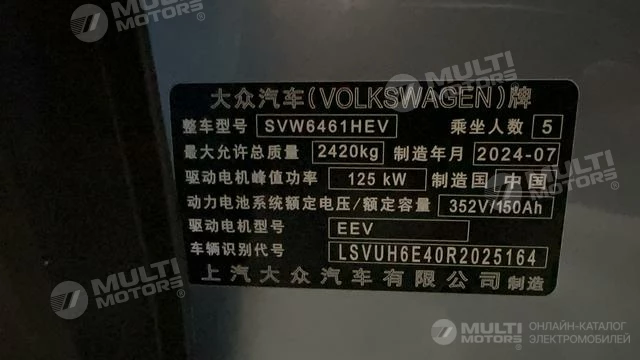 MULTI MOTORS
MULTI MOTORS
大众汽车(VOLKSWAGEN)牌
整车型号 SVW6461HEV 乘坐人数 5
最大允许总质量 2420kg 制造年月 2024-07
驱动电机峰值功率 125 kW 制造国 中国
动力电池系统额定电压/额定容量 352V/150Ah
驱动电机型号 EEV
车辆识别代号 LSVUH6E40R2025164
上汽大众汽车有限公司 制造
MULTI MOTORS
MULTI MOTORS
MULTI MOTORS
MULTI MOTORS
ОНЛАЙН-КАТАЛОГ
ЭЛЕКТРОМОБИЛЕЙ